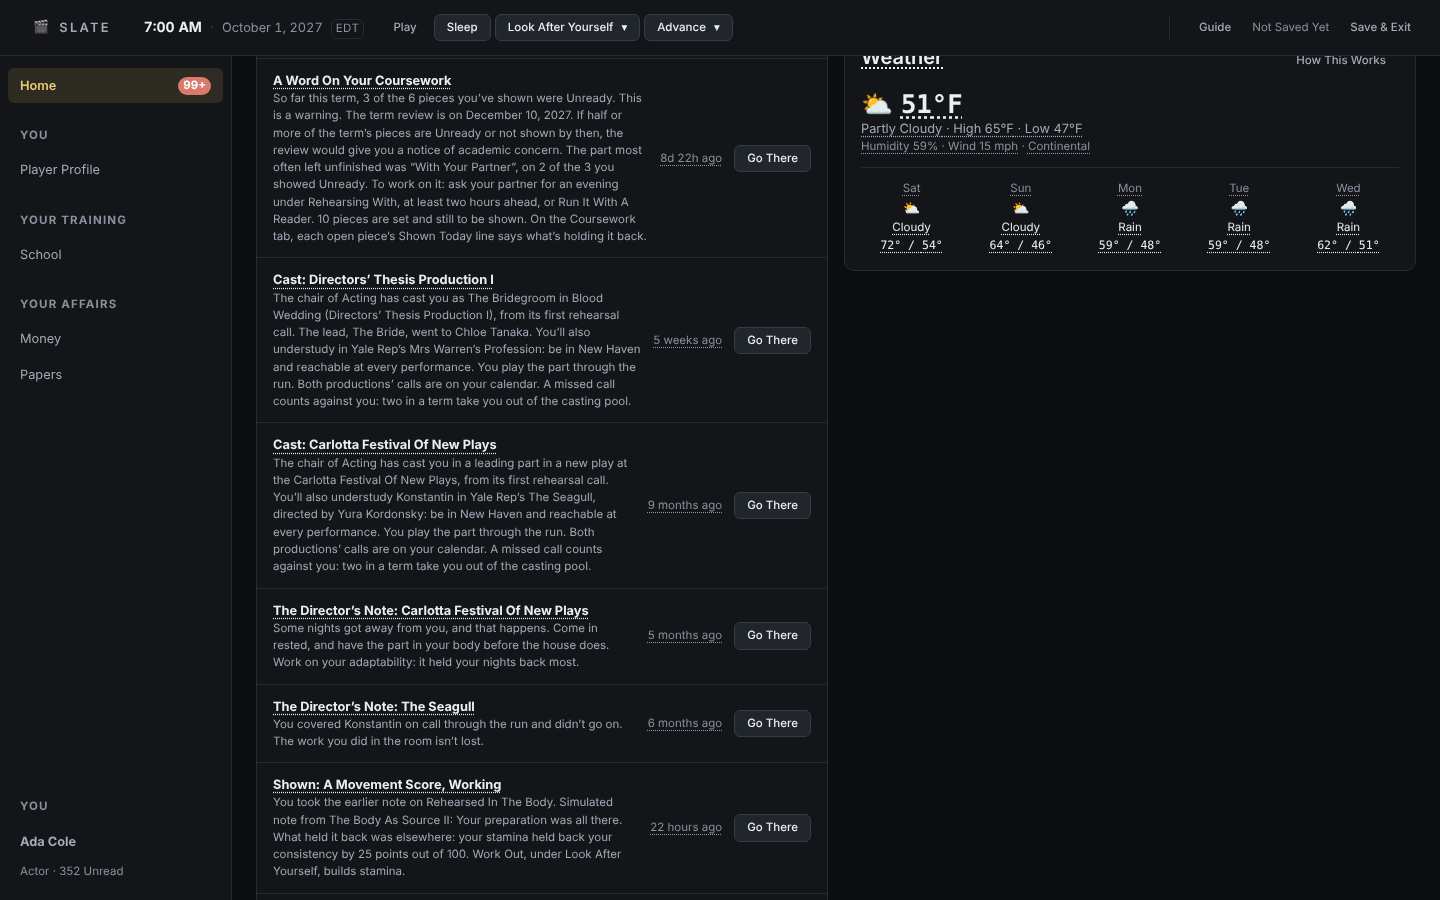 SLATE
7:00 AM · October 1, 2027 EDT
Play
Sleep
Look After Yourself ▾
Advance ▾
Guide
Not Saved Yet
Save & Exit
Home
99+
YOU
Player Profile
YOUR TRAINING
School
YOUR AFFAIRS
Money
Papers
YOU
Ada Cole
Actor · 352 Unread
A Word On Your Coursework
So far this term, 3 of the 6 pieces you’ve shown were Unready. This
is a warning. The term review is on December 10, 2027. If half or
more of the term’s pieces are Unready or not shown by then, the
review would give you a notice of academic concern. The part most
often left unfinished was “With Your Partner”, on 2 of the 3 you
showed Unready. To work on it: ask your partner for an evening
under Rehearsing With, at least two hours ahead, or Run It With A
Reader. 10 pieces are set and still to be shown. On the Coursework
tab, each open piece’s Shown Today line says what’s holding it back.
8d 22h ago
Go There
Cast: Directors’ Thesis Production I
The chair of Acting has cast you as The Bridegroom in Blood
Wedding (Directors’ Thesis Production I), from its first rehearsal
call. The lead, The Bride, went to Chloe Tanaka. You’ll also
understudy in Yale Rep’s Mrs Warren’s Profession: be in New Haven
and reachable at every performance. You play the part through the
run. Both productions’ calls are on your calendar. A missed call
counts against you: two in a term take you out of the casting pool.
5 weeks ago
Go There
Cast: Carlotta Festival Of New Plays
The chair of Acting has cast you in a leading part in a new play at
the Carlotta Festival Of New Plays, from its first rehearsal call.
You’ll also understudy Konstantin in Yale Rep’s The Seagull,
directed by Yura Kordonsky: be in New Haven and reachable at
every performance. You play the part through the run. Both
productions’ calls are on your calendar. A missed call counts
against you: two in a term take you out of the casting pool.
9 months ago
Go There
The Director’s Note: Carlotta Festival Of New Plays
Some nights got away from you, and that happens. Come in
rested, and have the part in your body before the house does.
Work on your adaptability: it held your nights back most.
5 months ago
Go There
The Director’s Note: The Seagull
You covered Konstantin on call through the run and didn’t go on.
The work you did in the room isn’t lost.
6 months ago
Go There
Shown: A Movement Score, Working
You took the earlier note on Rehearsed In The Body. Simulated
note from The Body As Source II: Your preparation was all there.
What held it back was elsewhere: your stamina held back your
consistency by 25 points out of 100. Work Out, under Look After
Yourself, builds stamina.
22 hours ago
Go There
Weather
How This Works
51°F
Partly Cloudy · High 65°F · Low 47°F
Humidity 59% · Wind 15 mph · Continental
Sat Sun Mon Tue Wed
Cloudy Cloudy Rain Rain Rain
72° / 54° 64° / 46° 59° / 48° 59° / 48° 62° / 51°